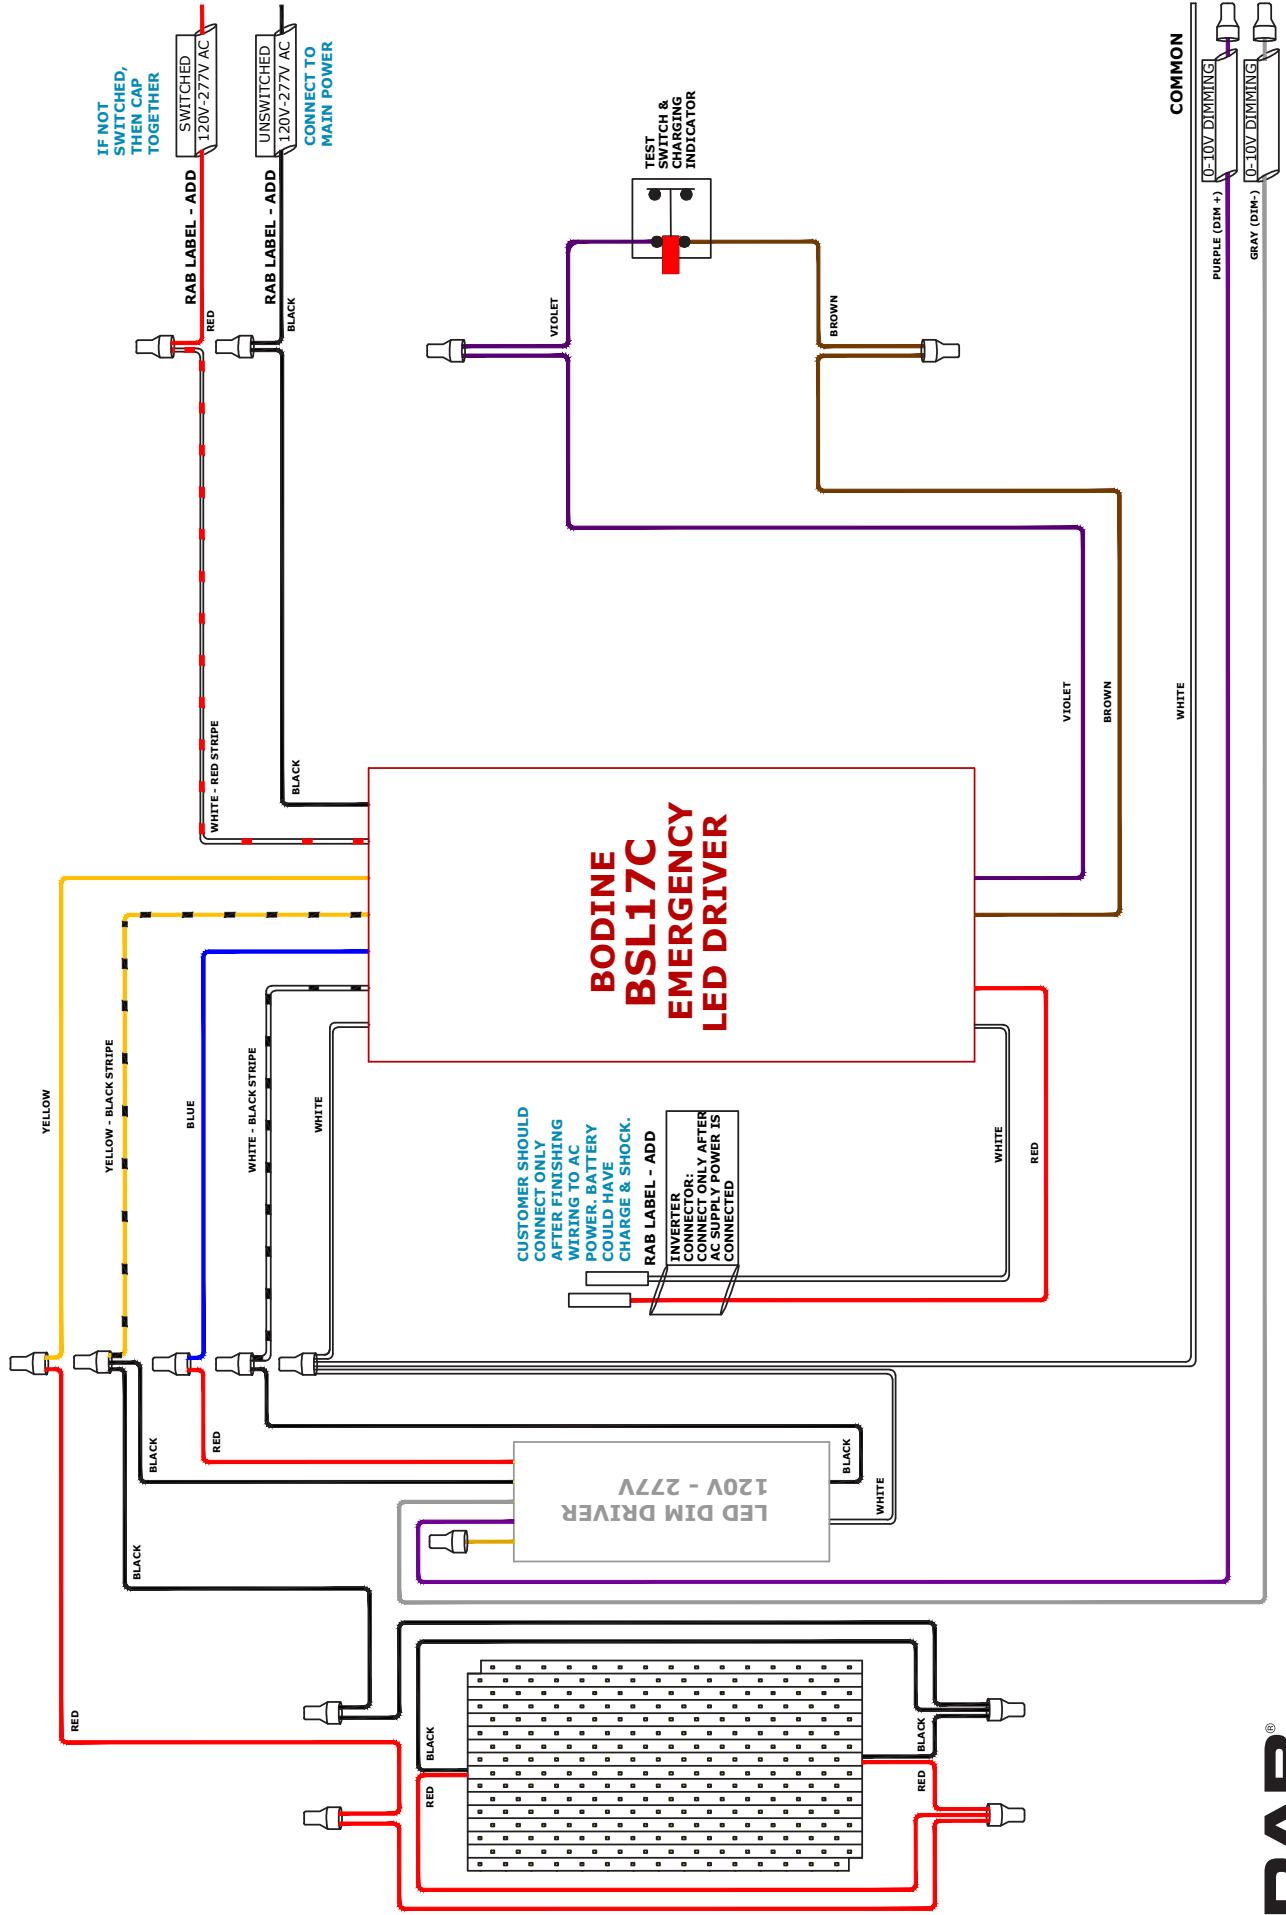 IF NOT
SWITCHED,
THEN CAP
TOGETHER
SWITCHED
120V-277V AC
RAB LABEL - ADD
RED
UNSWITCHED
120V-277V AC
CONNECT TO
MAIN POWER
RAB LABEL - ADD
BLACK
TEST
SWITCH &
CHARGING
INDICATOR
VIOLET
BROWN
COMMON
0-10V DIMMING
PURPLE (DIM +)
0-10V DIMMING
GRAY (DIM-)
WHITE - RED STRIPE
BLACK
VIOLET
BROWN
WHITE
BODINE
BSL17C
EMERGENCY
LED DRIVER
YELLOW
YELLOW - BLACK STRIPE
BLUE
WHITE - BLACK STRIPE
WHITE
CUSTOMER SHOULD
CONNECT ONLY
AFTER FINISHING
WIRING TO AC
POWER. BATTERY
COULD HAVE
CHARGE & SHOCK.
RAB LABEL - ADD
INVERTER
CONNECTOR:
CONNECT ONLY AFTER
AC SUPPLY POWER IS
CONNECTED
WHITE
RED
BLACK
RED
BLACK
WHITE
LED DIM DRIVER
120V - 277V
BLACK
RED
BLACK
RED
BLACK
RED
RAB®